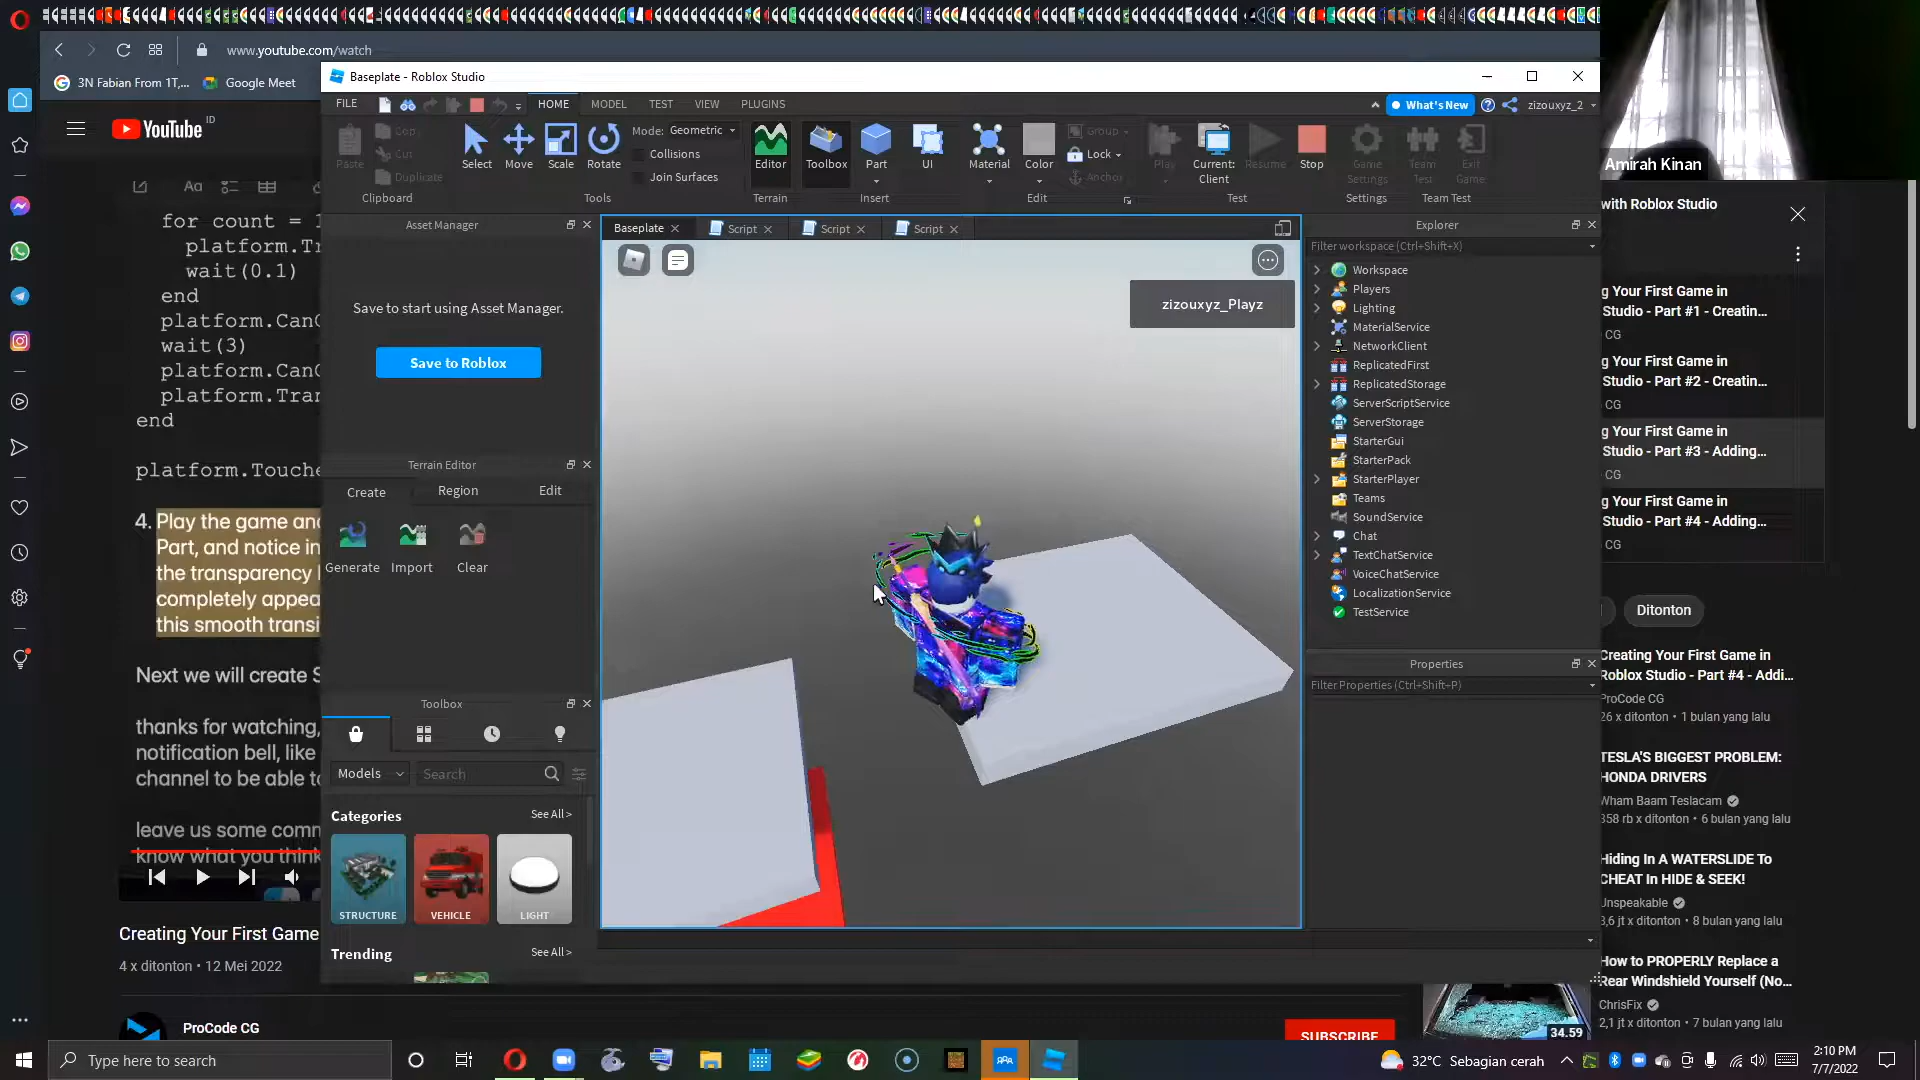 www.youtube.com/watch
3N Fabian From 1T,...
Google Meet
Baseplate - Roblox Studio
FILE
HOME
MODEL
TEST
VIEW
PLUGINS
What's New
zizouxyz_2
YouTube ID
Paste
Copy
Cut
Duplicate
Clipboard
Select
Move
Scale
Rotate
Mode: Geometric
Collisions
Join Surfaces
Tools
Editor
Terrain
Toolbox
Part
UI
Insert
Material
Color
Group
Lock
Anchor
Edit
Play
Current:
Client
Resume
Stop
Test
Game
Settings
Settings
Team
Test
Exit
Game
Team Test
Amirah Kinan
Aa
for count = 1
platform.Tr
wait(0.1)
end
platform.CanC
wait(3)
platform.CanC
platform.Tran
end
platform.Touche
4. Play the game and
Part, and notice in
the transparency
completely appea
this smooth transi
Next we will create S
thanks for watching,
notification bell, like
channel to be able to
leave us some comm
know what you think
Asset Manager
Save to start using Asset Manager.
Save to Roblox
Terrain Editor
Create
Region
Edit
Generate
Import
Clear
Toolbox
Models
Search
Categories
See All >
STRUCTURE
VEHICLE
LIGHT
Trending
See All >
Baseplate
Script
Script
Script
zizouxyz_Playz
Explorer
Filter workspace (Ctrl+Shift+X)
Workspace
Players
Lighting
MaterialService
NetworkClient
ReplicatedFirst
ReplicatedStorage
ServerScriptService
ServerStorage
StarterGui
StarterPack
StarterPlayer
Teams
SoundService
Chat
TextChatService
VoiceChatService
LocalizationService
TestService
Properties
Filter Properties (Ctrl+Shift+P)
with Roblox Studio
g Your First Game in
Studio - Part #1 - Creatin...
CG
g Your First Game in
Studio - Part #2 - Creatin...
CG
g Your First Game in
Studio - Part #3 - Adding...
CG
g Your First Game in
Studio - Part #4 - Adding...
CG
Ditonton
Creating Your First Game in
Roblox Studio - Part #4 - Addi...
ProCode CG
26 x ditonton • 1 bulan yang lalu
TESLA'S BIGGEST PROBLEM:
HONDA DRIVERS
Wham Baam Teslacam
358 rb x ditonton • 6 bulan yang lalu
Hiding In A WATERSLIDE To
CHEAT In HIDE & SEEK!
Unspeakable
3,6 jt x ditonton • 8 bulan yang lalu
How to PROPERLY Replace a
Rear Windshield Yourself (No...
ChrisFix
2,1 jt x ditonton • 7 bulan yang lalu
34.59
Creating Your First Game
4 x ditonton • 12 Mei 2022
ProCode CG
SUBSCRIBE
Type here to search
32°C Sebagian cerah
2:10 PM
7/7/2022